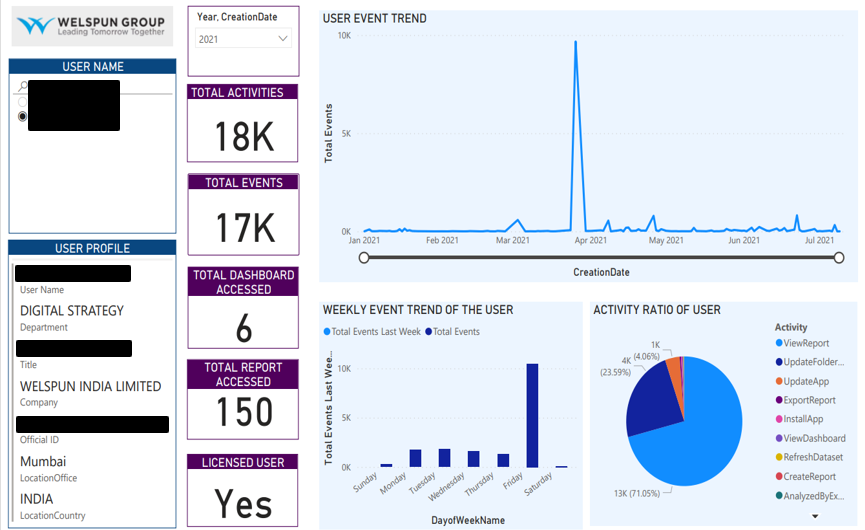 WELSPUN GROUP
Leading Tomorrow Together
USER NAME
USER PROFILE
User Name
DIGITAL STRATEGY
Department
Title
WELSPUN INDIA LIMITED
Company
Official ID
Mumbai
LocationOffice
INDIA
LocationCountry
Year, CreationDate
2021
TOTAL ACTIVITIES
18K
TOTAL EVENTS
17K
TOTAL DASHBOARD
ACCESSED
6
TOTAL REPORT
ACCESSED
150
LICENSED USER
Yes
USER EVENT TREND
Total Events
10K
5K
0K
Jan 2021 Feb 2021 Mar 2021 Apr 2021 May 2021 Jun 2021 Jul 2021
CreationDate
WEEKLY EVENT TREND OF THE USER
Total Events Last Week Total Events
Total Events Last Wee...
10K
5K
0K
Sunday Monday Tuesday Wednesday Thursday Friday Saturday
DayofWeekName
ACTIVITY RATIO OF USER
1K
(4.06%)
4K
(23.59%)
13K (71.05%)
Activity
ViewReport
UpdateFolder...
UpdateApp
ExportReport
InstallApp
ViewDashboard
RefreshDataset
CreateReport
AnalyzedByEx...